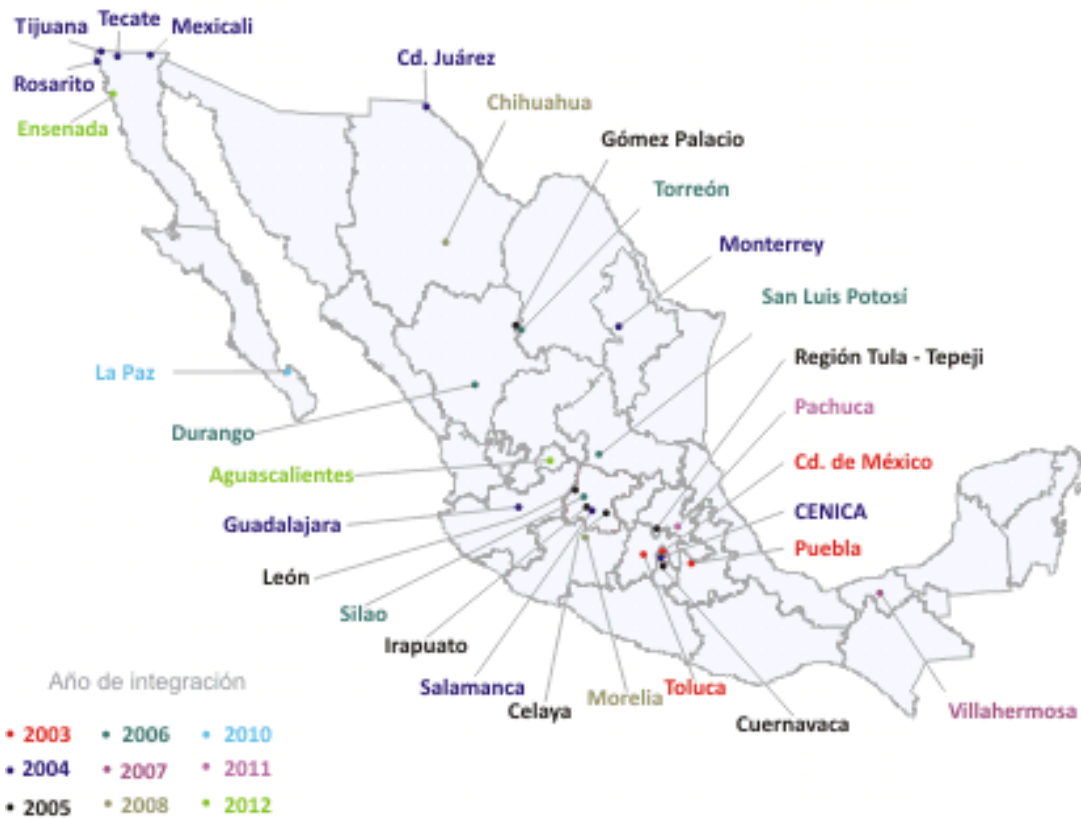 Tijuana
Tecate
Mexicali
Rosarito
Cd. Juárez
Chihuahua
Ensenada
Gómez Palacio
Torreón
Monterrey
San Luis Potosí
Región Tula - Tepeji
La Paz
Pachuca
Durango
Cd. de México
Aguascalientes
CENICA
Guadalajara
Puebla
León
Silao
Irapuato
Salamanca
Toluca
Morelia
Celaya
Villahermosa
Cuernavaca
Año de integración
2003
2006
2010
2004
2007
2011
2005
2008
2012